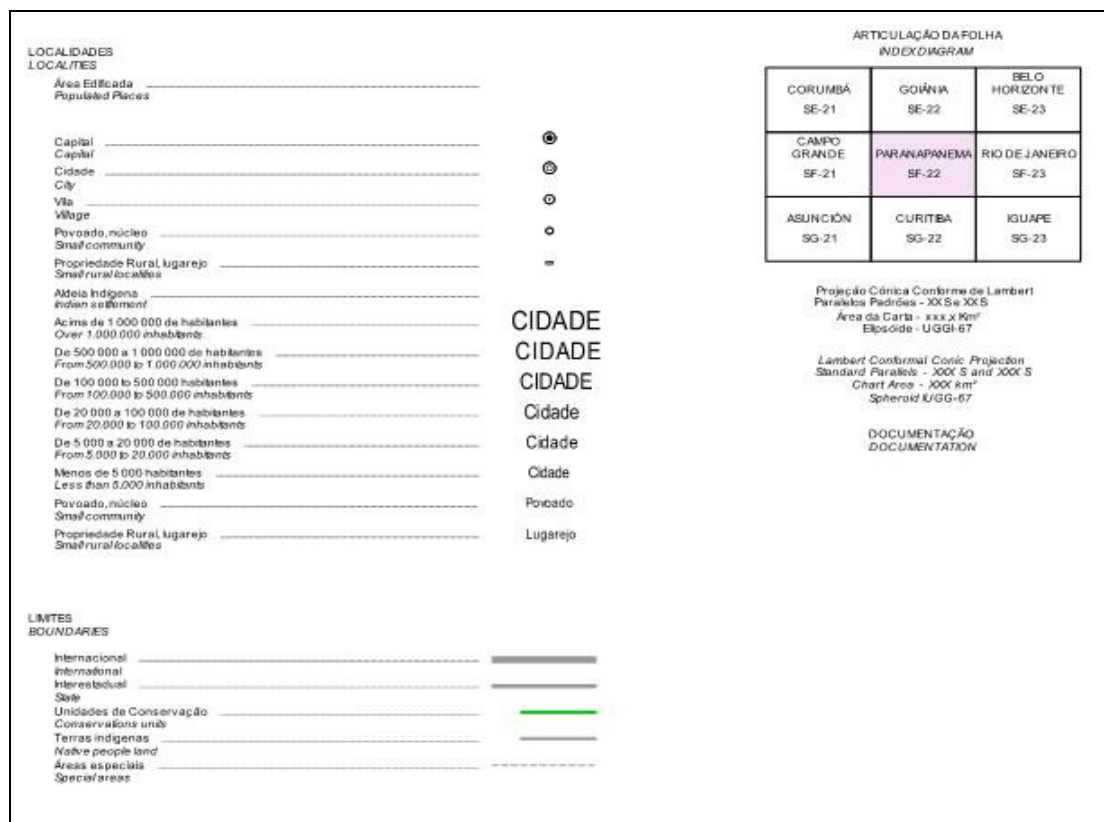 LOCALIDADES
LOCALITIES
Área Edificada
Populated Places
Capital
Capital
Cidade
City
Vila
Village
Povoado, núcleo
Small community
Propriedade Rural, lugarejo
Small rural localities
Aldeia Indígena
Indian settlement
Acima de 1 000 000 de habitantes CIDADE
Over 1.000.000 inhabitants
De 500 000 a 1 000 000 de habitantes CIDADE
From 500.000 to 1.000.000 inhabitants
De 100 000 to 500 000 habitantes CIDADE
From 100.000 to 500.000 inhabitants
De 20 000 a 100 000 de habitantes Cidade
From 20.000 to 100.000 inhabitants
De 5 000 a 20 000 de habitantes Cidade
From 5.000 to 20.000 inhabitants
Menos de 5 000 habitantes Cidade
Less than 5.000 inhabitants
Povoado, núcleo Povoado
Small community
Propriedade Rural, lugarejo Lugarejo
Small rural localities
LIMITES
BOUNDARIES
Internacional
International
Interestadual
State
Unidades de Conservação
Conservations units
Terras indígenas
Native people land
Áreas especiais
Special areas
ARTICULAÇÃO DA FOLHA
INDEX DIAGRAM
CORUMBÁ
SE-21
GOIÂNIA
SE-22
BELO
HORIZONTE
SE-23
CAMPO
GRANDE
SF-21
PARANAPANEMA
SF-22
RIO DE JANEIRO
SF-23
ASUNCIÓN
SG-21
CURITIBA
SG-22
IGUAPE
SG-23
Projeção Cônica Conforme de Lambert
Paralelos Padrões - XX S e XX S
Área da Carta - xxx,x Km²
Elipsóide - UGGI-67
Lambert Conformal Conic Projection
Standard Parallels - XXX S and XXX S
Chart Area - XXX km²
Spheroid IUGG-67
DOCUMENTAÇÃO
DOCUMENTATION